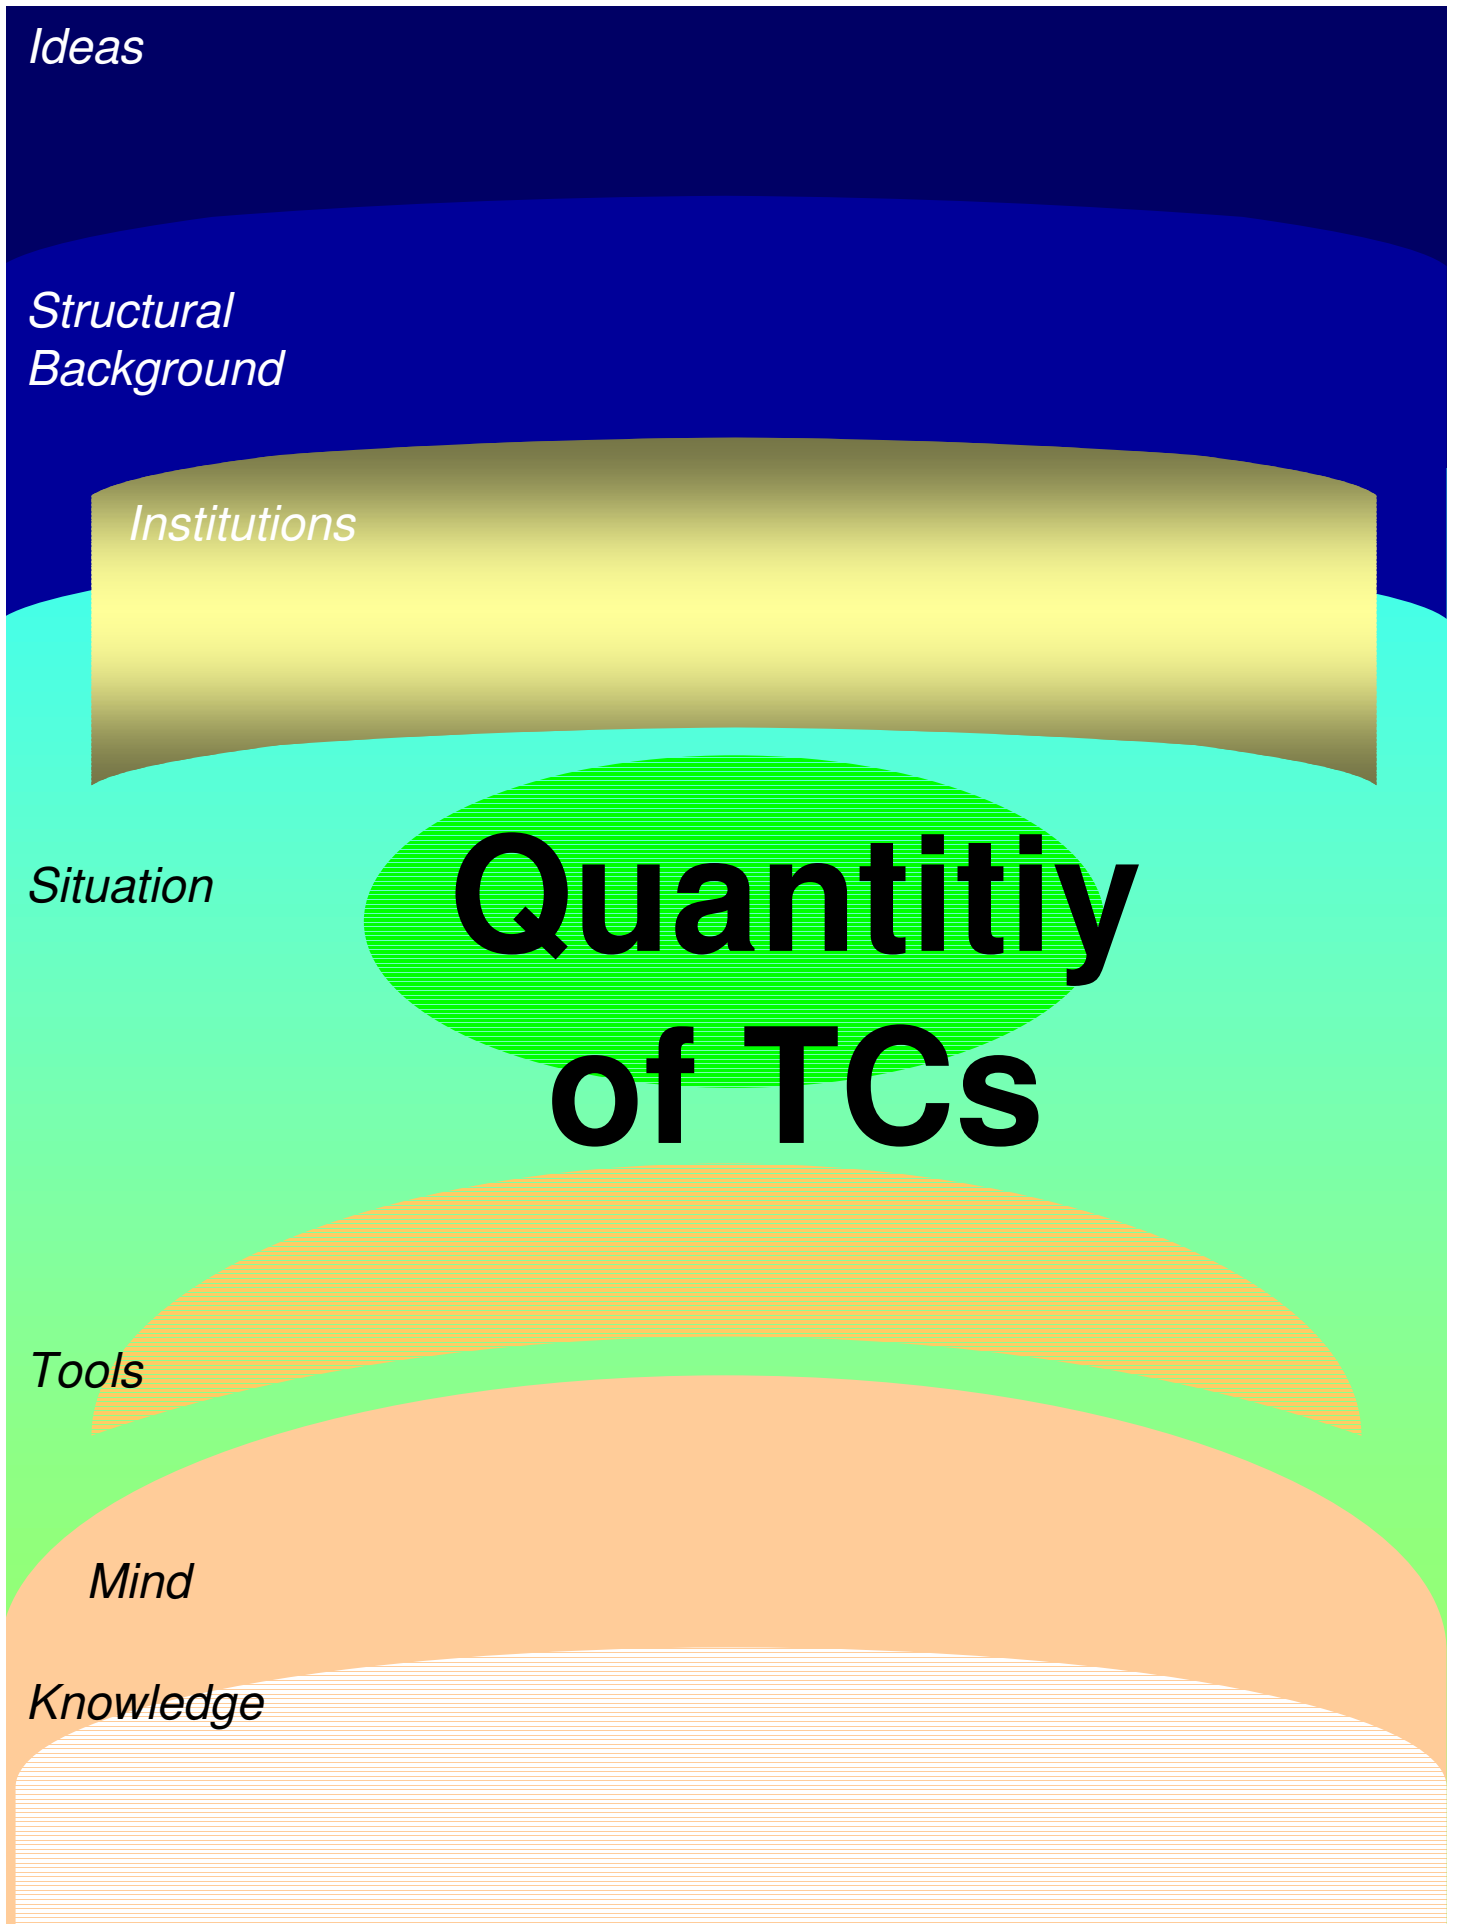 Ideas
Structural
Background
Institutions
Situation
Quantitiy
of TCs
Tools
Mind
Knowledge